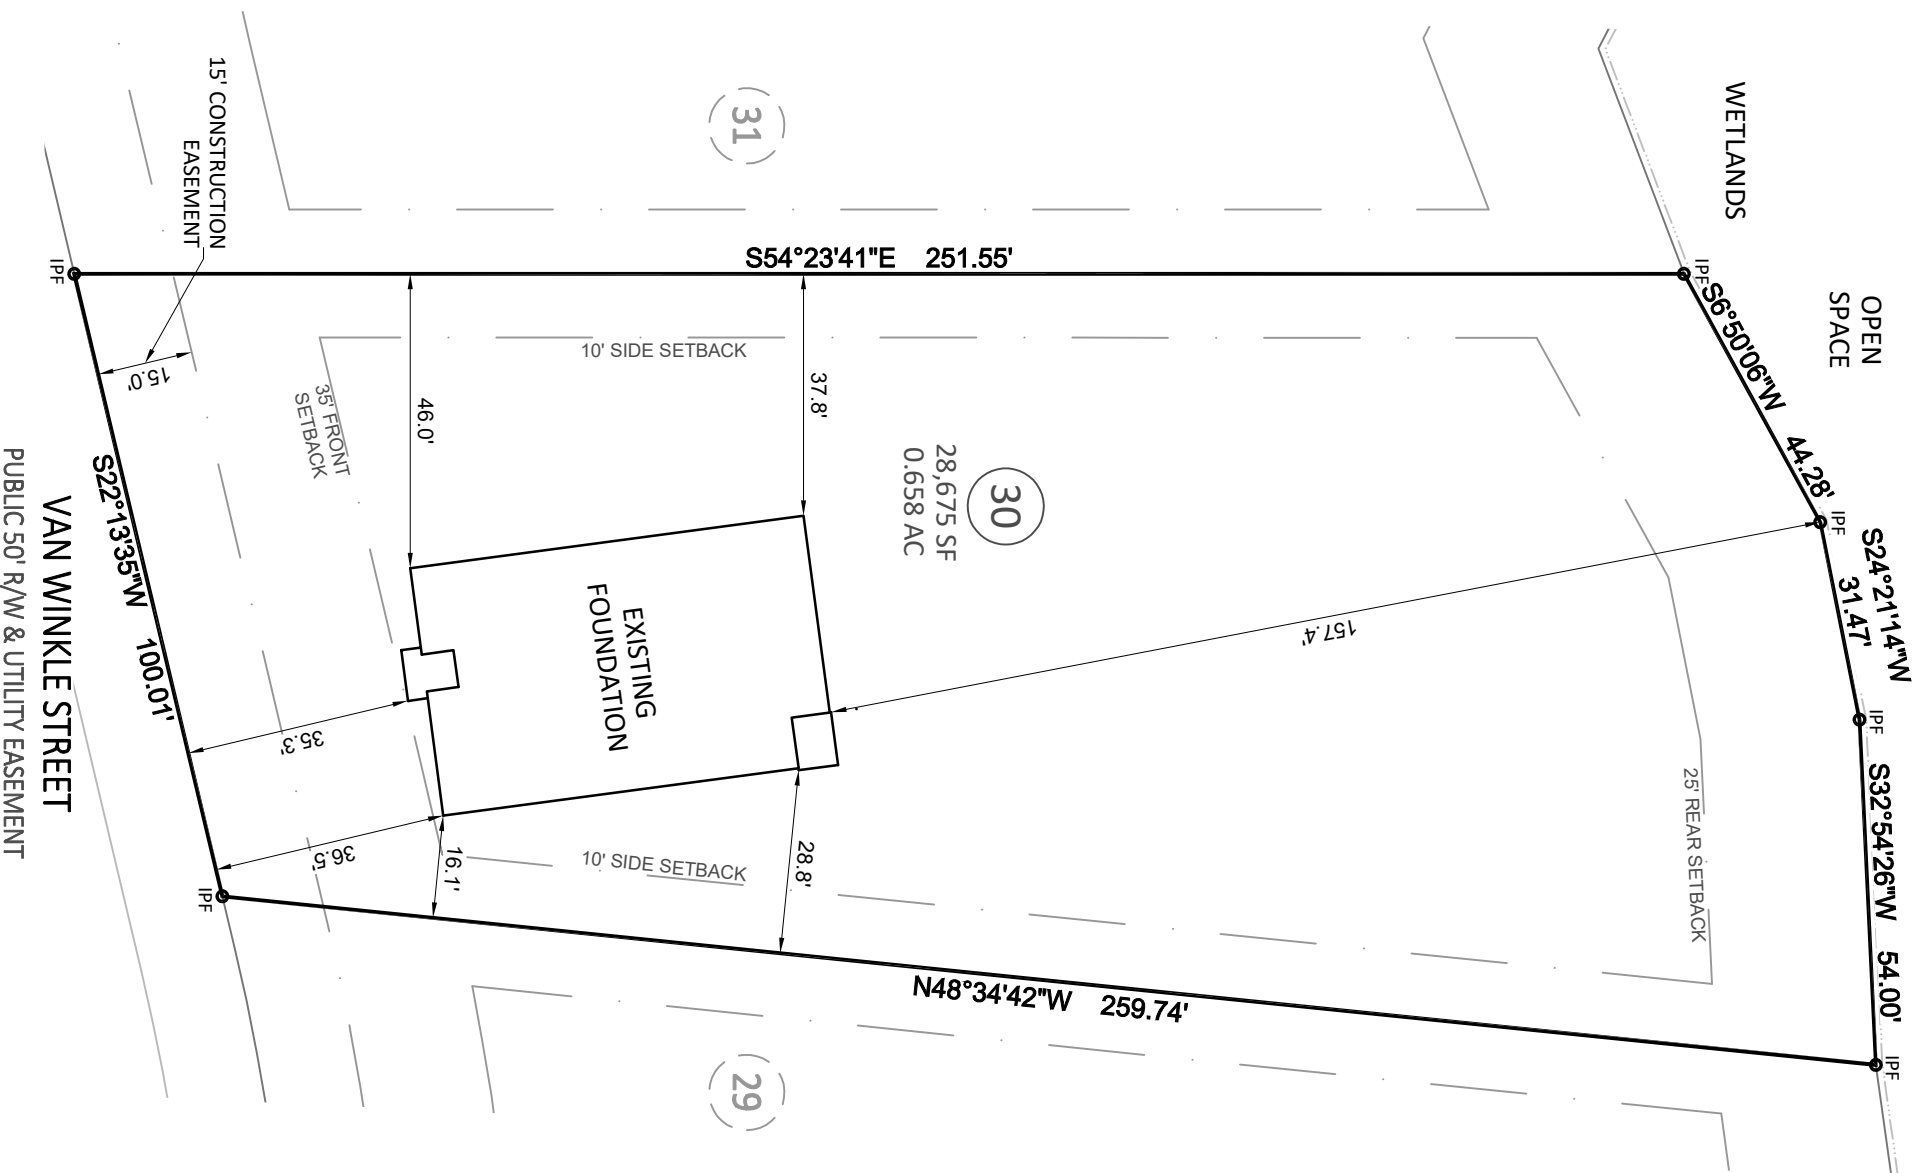 WETLANDS
OPEN
SPACE
15' CONSTRUCTION
EASEMENT
31
S54°23'41"E 251.55'
IPF
IPF
S6°50'06"W 44.28'
IPF
S24°21'14"W
31.47'
IPF
S32°54'26"W 54.00'
IPF
10' SIDE SETBACK
37.8'
46.0'
15.0'
35' FRONT
SETBACK
30
28,675 SF
0.658 AC
157.4'
EXISTING
FOUNDATION
25' REAR SETBACK
35.3'
36.5'
16.1'
28.8'
10' SIDE SETBACK
S22°13'35"W 100.01'
IPF
N48°34'42"W 259.74'
29
VAN WINKLE STREET
PUBLIC 50' R/W & UTILITY EASEMENT